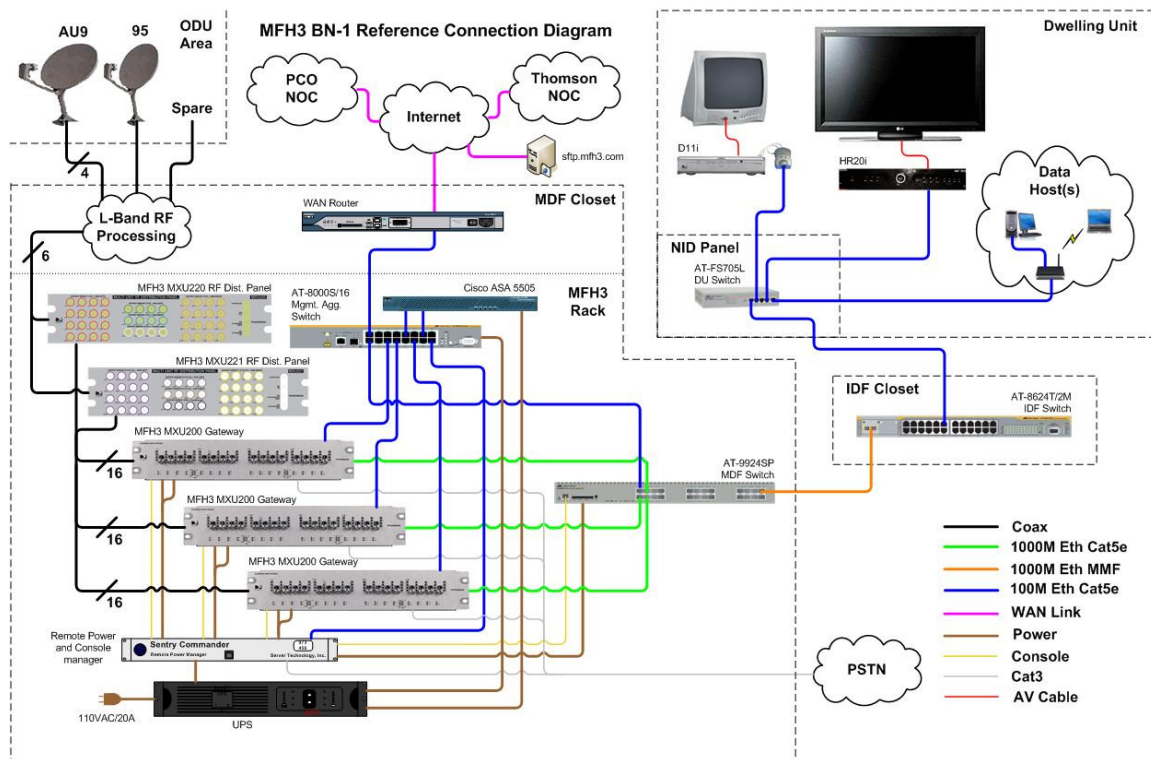 AU9
95
ODU
Area
Spare
4
MFH3 BN-1 Reference Connection Diagram
PCO
NOC
Internet
Thomson
NOC
sftp.mfh3.com
Dwelling Unit
D11i
HR20i
Data
Host(s)
NID Panel
AT-FS705L
DU Switch
L-Band RF
Processing
6
WAN Router
MDF Closet
MFH3 MXU220 RF Dist. Panel
AT-8000S/16
Mgmt. Agg.
Switch
Cisco ASA 5505
MFH3
Rack
MFH3 MXU221 RF Dist. Panel
IDF Closet
AT-8624T/2M
IDF Switch
MFH3 MXU200 Gateway
16
AT-9924SP
MDF Switch
MFH3 MXU200 Gateway
16
MFH3 MXU200 Gateway
16
Coax
1000M Eth Cat5e
1000M Eth MMF
100M Eth Cat5e
WAN Link
Power
Console
Cat3
AV Cable
Remote Power
and Console
manager
Sentry Commander
Remote Power Manager
Server Technology, Inc.
PSTN
110VAC/20A
UPS